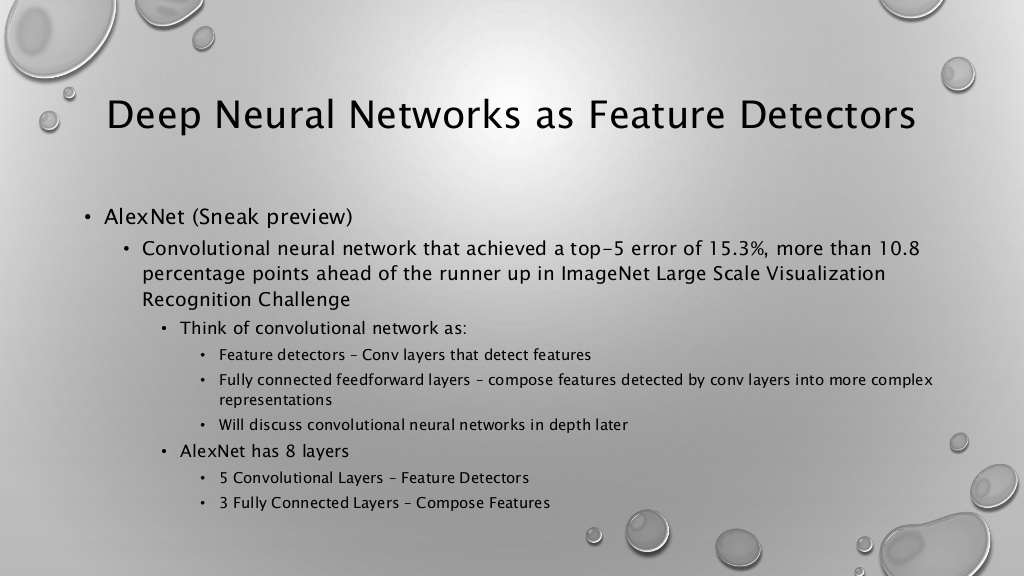 Deep Neural Networks as Feature Detectors
• AlexNet (Sneak preview)
• Convolutional neural network that achieved a top-5 error of 15.3%, more than 10.8
percentage points ahead of the runner up in ImageNet Large Scale Visualization
Recognition Challenge
• Think of convolutional network as:
• Feature detectors – Conv layers that detect features
• Fully connected feedforward layers – compose features detected by conv layers into more complex
representations
• Will discuss convolutional neural networks in depth later
• AlexNet has 8 layers
• 5 Convolutional Layers – Feature Detectors
• 3 Fully Connected Layers – Compose Features